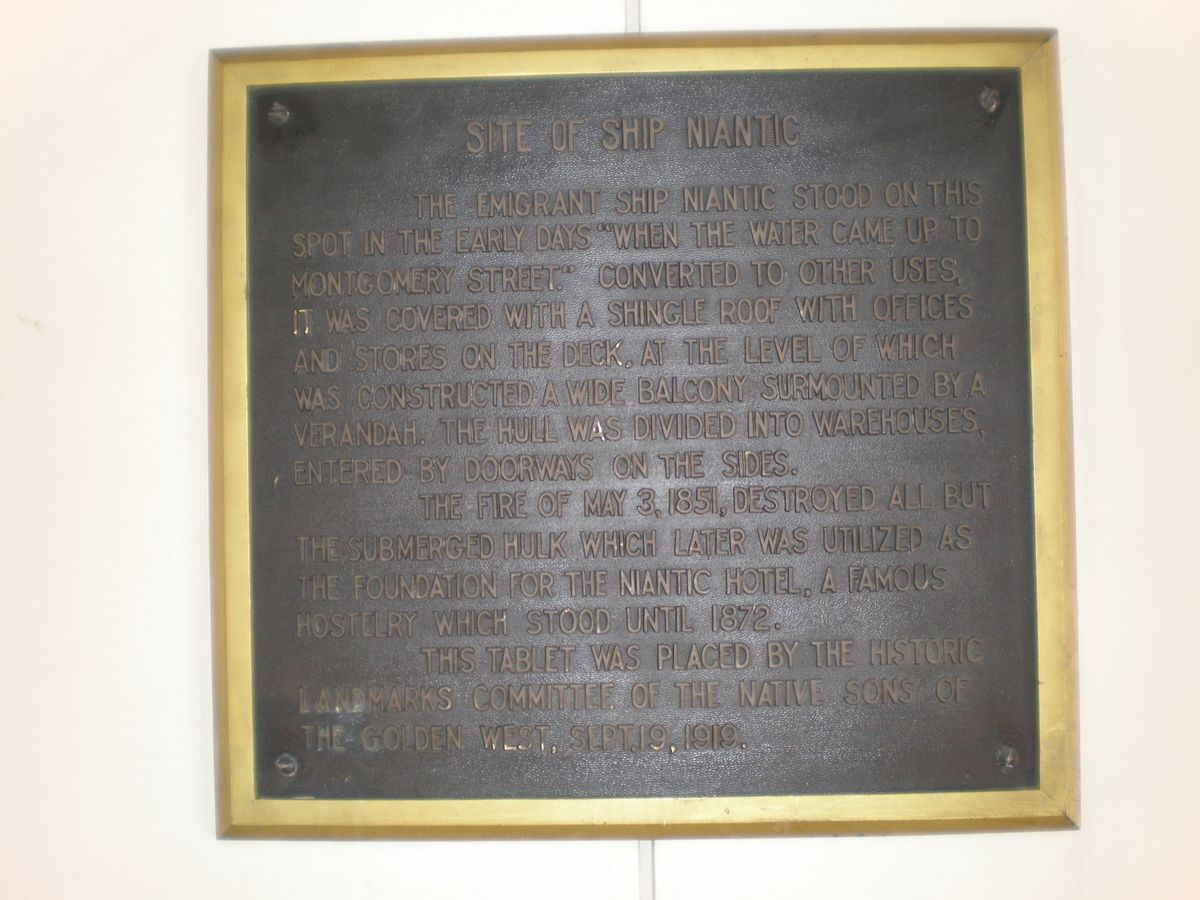 SITE OF SHIP NIANTIC
THE EMIGRANT SHIP NIANTIC STOOD ON THIS
SPOT IN THE EARLY DAYS "WHEN THE WATER CAME UP TO
MONTGOMERY STREET." CONVERTED TO OTHER USES,
IT WAS COVERED WITH A SHINGLE ROOF WITH OFFICES
AND STORES ON THE DECK, AT THE LEVEL OF WHICH
WAS CONSTRUCTED A WIDE BALCONY SURMOUNTED BY A
VERANDAH. THE HULL WAS DIVIDED INTO WAREHOUSES,
ENTERED BY DOORWAYS ON THE SIDES.
THE FIRE OF MAY 3, 1851, DESTROYED ALL BUT
THE SUBMERGED HULK WHICH LATER WAS UTILIZED AS
THE FOUNDATION FOR THE NIANTIC HOTEL, A FAMOUS
HOSTELRY WHICH STOOD UNTIL 1872.
THIS TABLET WAS PLACED BY THE HISTORIC
LANDMARKS COMMITTEE OF THE NATIVE SONS OF
THE GOLDEN WEST, SEPT. 19, 1919.